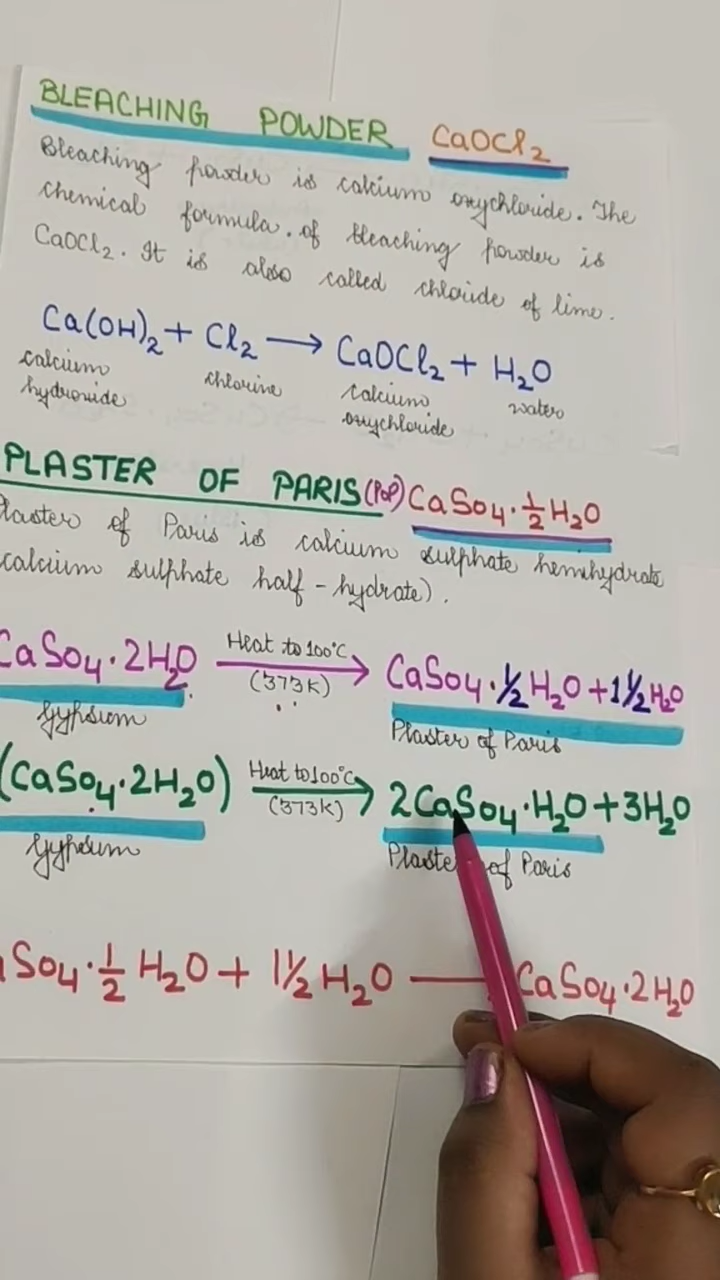 BLEACHING POWDER CaOCl₂
Bleaching powder is calcium oxychloride. The
chemical formula. of bleaching powder is
CaOCl₂. It is also called chloride of lime.
Ca(OH)₂ + Cl₂ ⟶ CaOCl₂ + H₂O
calcium hydroxide chlorine calcium oxychloride water
PLASTER OF PARIS (POP) CaSO₄·½H₂O
Plaster of Paris is calcium sulphate hemihydrate
calcium sulphate half-hydrate).
CaSO₄·2H₂O Heat to 100°C (373K) ⟶ CaSO₄·½H₂O + 1½H₂O
Gypsum Plaster of Paris
(CaSO₄·2H₂O) Heat to 100°C (373K) ⟶ 2CaSO₄·H₂O + 3H₂O
Gypsum Plaster of Paris
aSO₄·½H₂O + 1½H₂O ⟶ CaSO₄·2H₂O